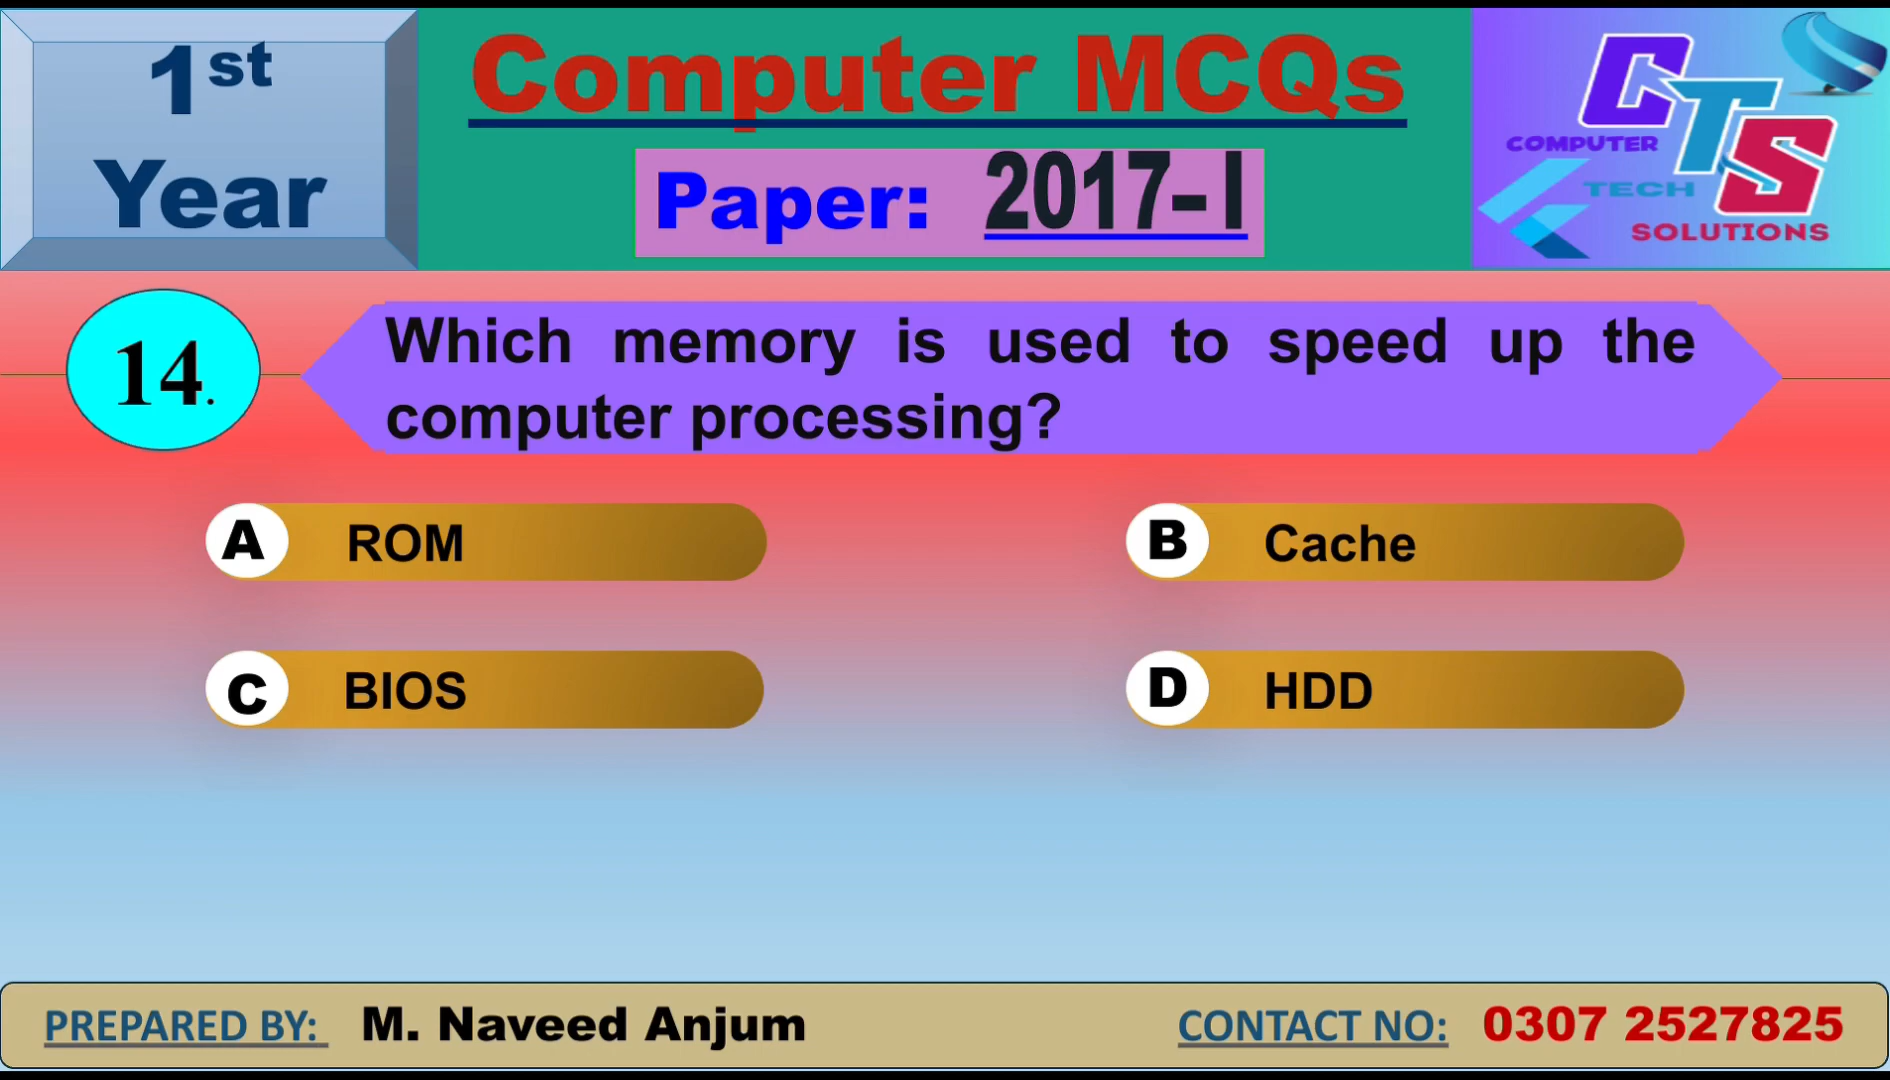 1st
Year
Computer MCQs
Paper: 2017-I
CTS
COMPUTER
TECH
SOLUTIONS
14.
Which memory is used to speed up the
computer processing?
A ROM
B Cache
C BIOS
D HDD
PREPARED BY: M. Naveed Anjum
CONTACT NO: 0307 2527825